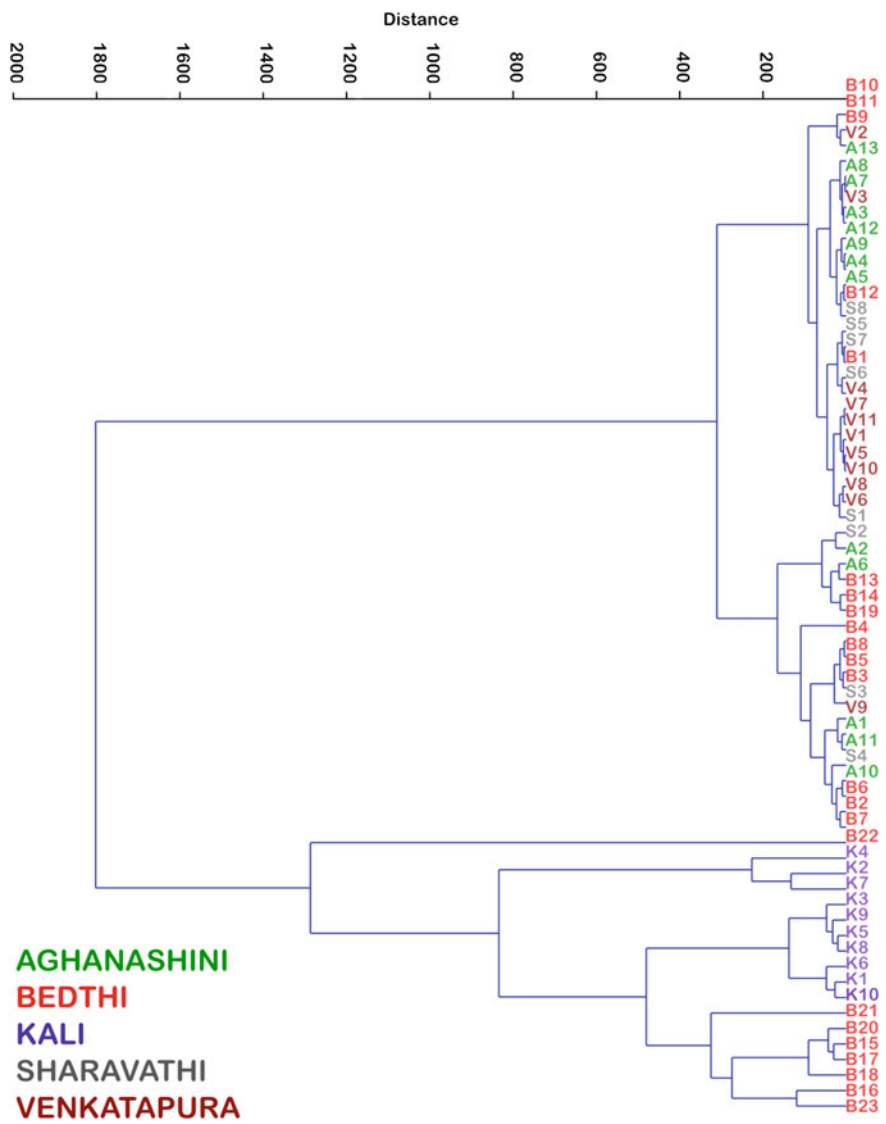 Distance
2000 1800 1600 1400 1200 1000 800 600 400 200
B10
B11
B9
V2
A13
A8
A7
V3
A3
A12
A9
A4
A5
B12
S8
S5
S7
B1
S6
V4
V7
V11
V1
V5
V10
V8
V6
S1
S2
A2
A6
B13
B14
B19
B4
B8
B5
B3
S3
V9
A1
A11
S4
A10
B6
B2
B7
B22
K4
K2
K7
K3
K9
K5
K8
K6
K1
K10
B21
B20
B15
B17
B18
B16
B23
AGHANASHINI
BEDTHI
KALI
SHARAVATHI
VENKATAPURA